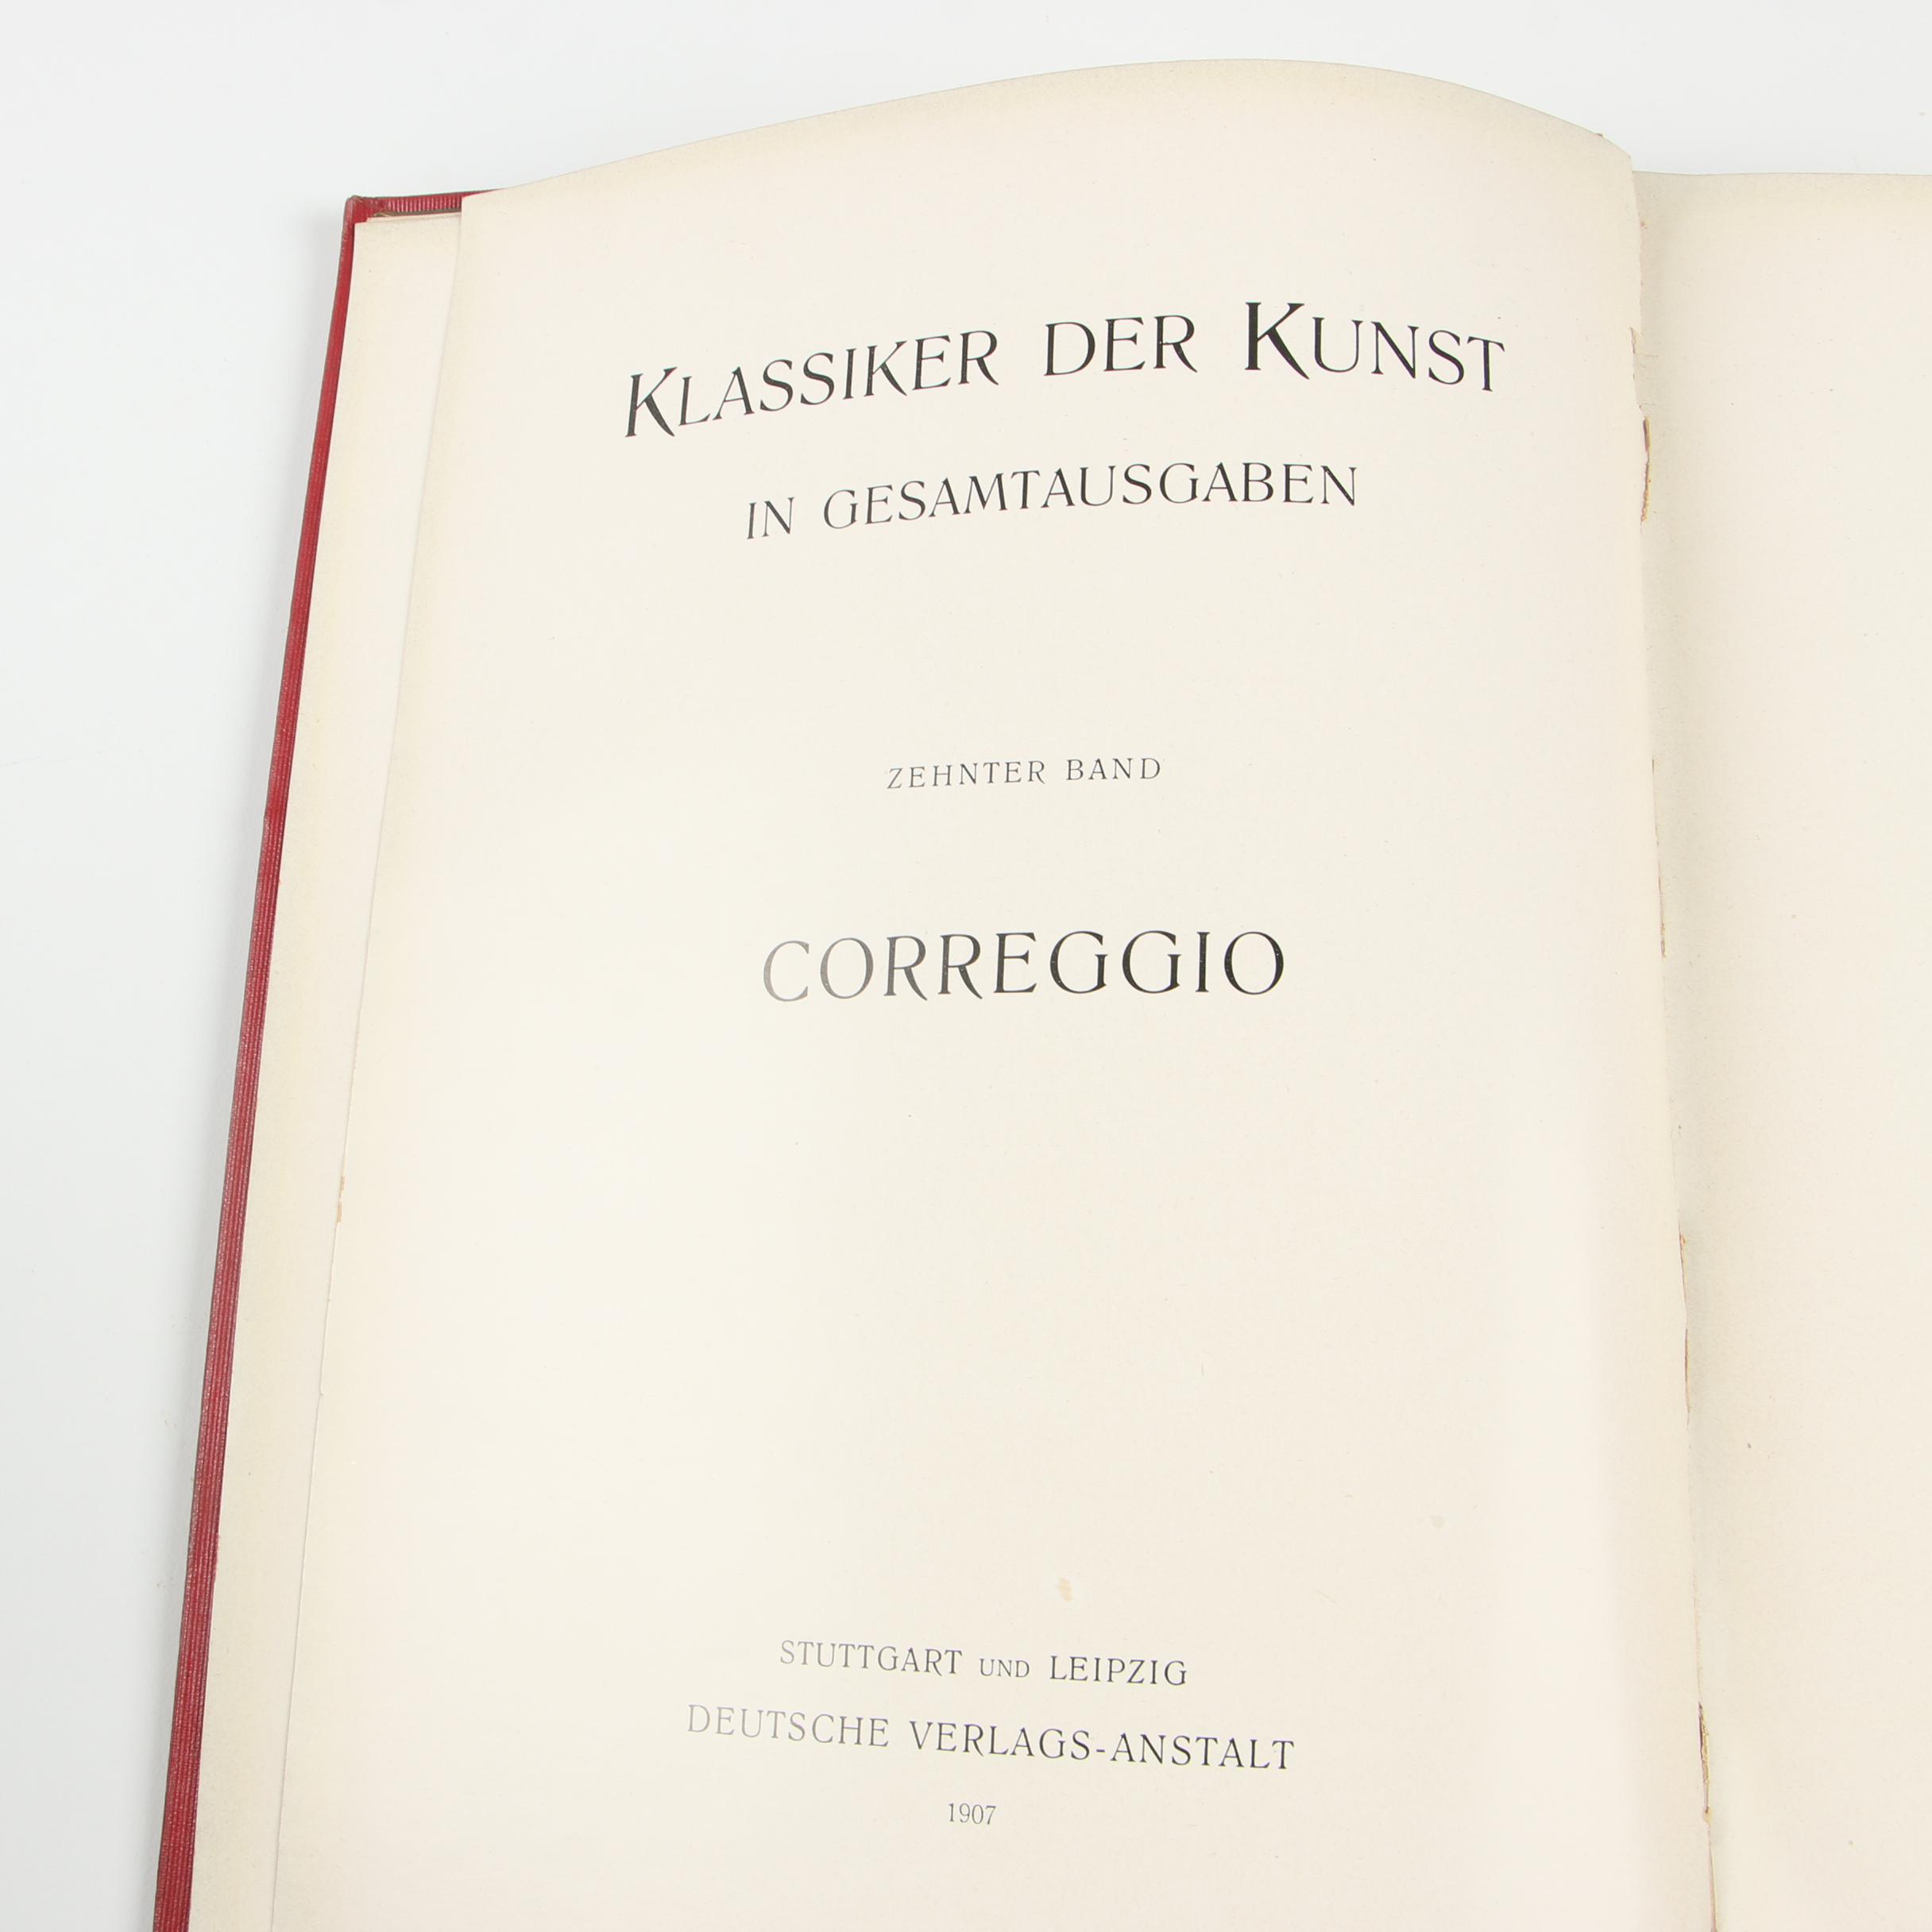 KLASSIKER DER KUNST
IN GESAMTAUSGABEN
ZEHNTER BAND
CORREGGIO
STUTTGART UND LEIPZIG
DEUTSCHE VERLAGS-ANSTALT
1907